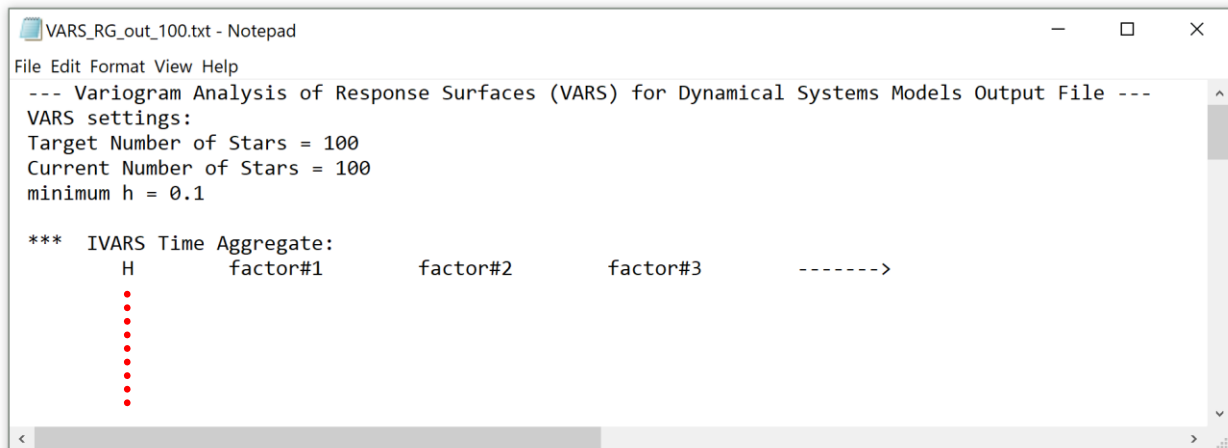 VARS_RG_out_100.txt - Notepad
File Edit Format View Help
--- Variogram Analysis of Response Surfaces (VARS) for Dynamical Systems Models Output File ---
VARS settings:
Target Number of Stars = 100
Current Number of Stars = 100
minimum h = 0.1
*** IVARS Time Aggregate:
H factor#1 factor#2 factor#3 ------->